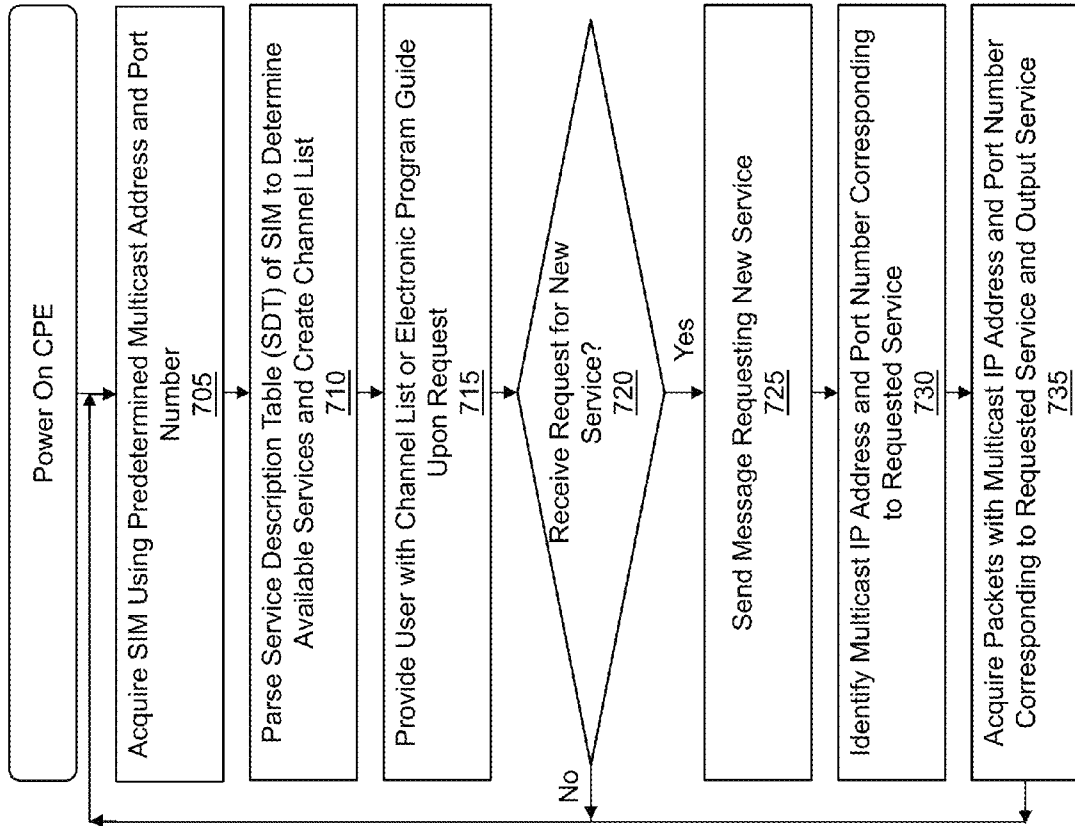 Power On CPE
Acquire SIM Using Predetermined Multicast Address and Port
Number
705
Parse Service Description Table (SDT) of SIM to Determine
Available Services and Create Channel List
710
Provide User with Channel List or Electronic Program Guide
Upon Request
715
Receive Request for New
Service?
720
No
Yes
Send Message Requesting New Service
725
Identify Multicast IP Address and Port Number Corresponding
to Requested Service
730
Acquire Packets with Multicast IP Address and Port Number
Corresponding to Requested Service and Output Service
735